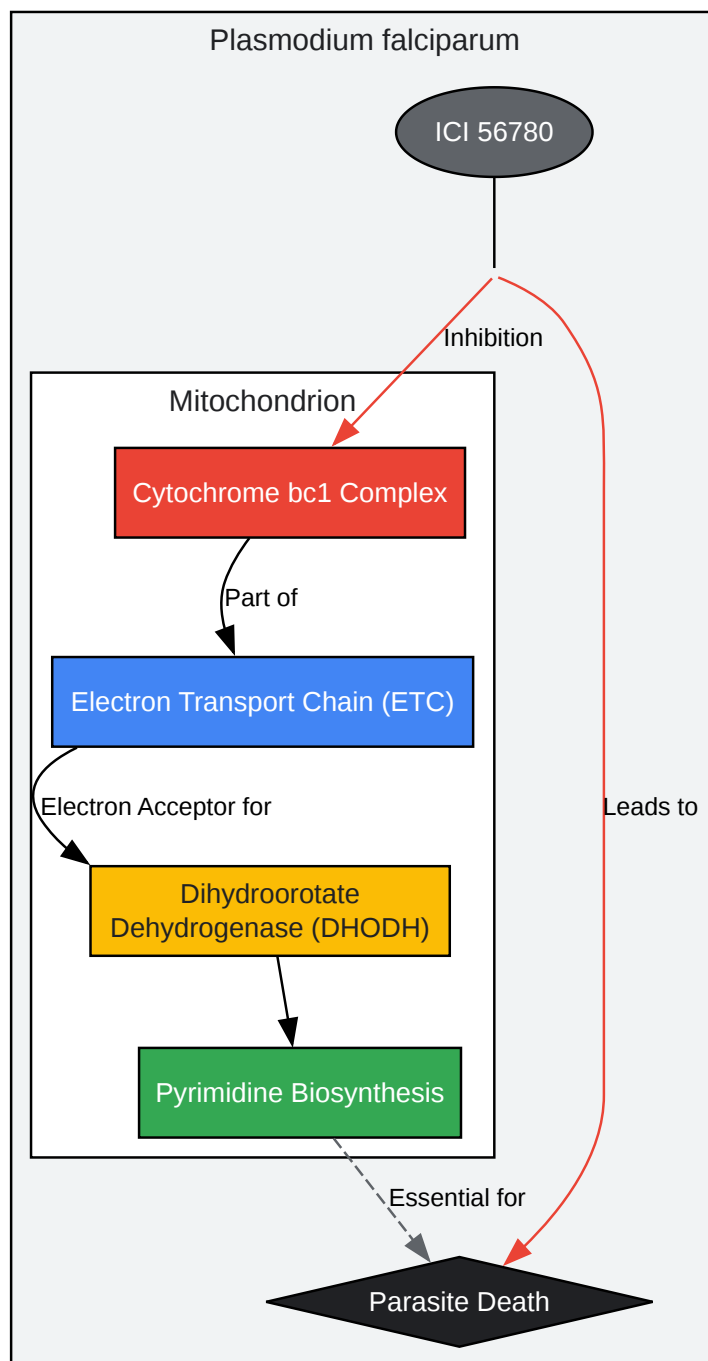 Plasmodium falciparum
ICI 56780
Inhibition
Mitochondrion
Cytochrome bc1 Complex
Part of
Electron Transport Chain (ETC)
Electron Acceptor for
Leads to
Dihydroorotate
Dehydrogenase (DHODH)
Pyrimidine Biosynthesis
Essential for
Parasite Death